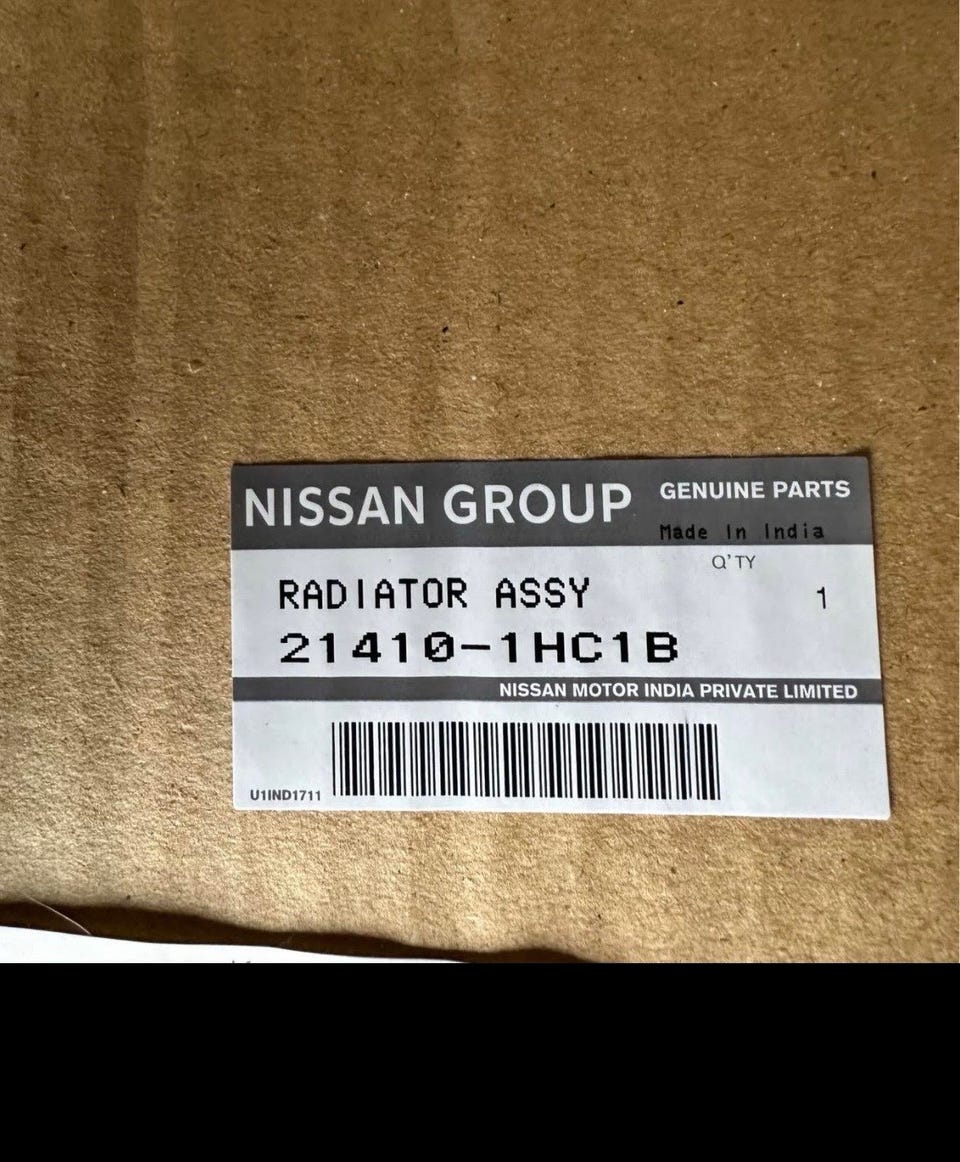 NISSAN GROUP GENUINE PARTS
Made In India
Q'TY
RADIATOR ASSY 1
21410-1HC1B
NISSAN MOTOR INDIA PRIVATE LIMITED
U1IND1711